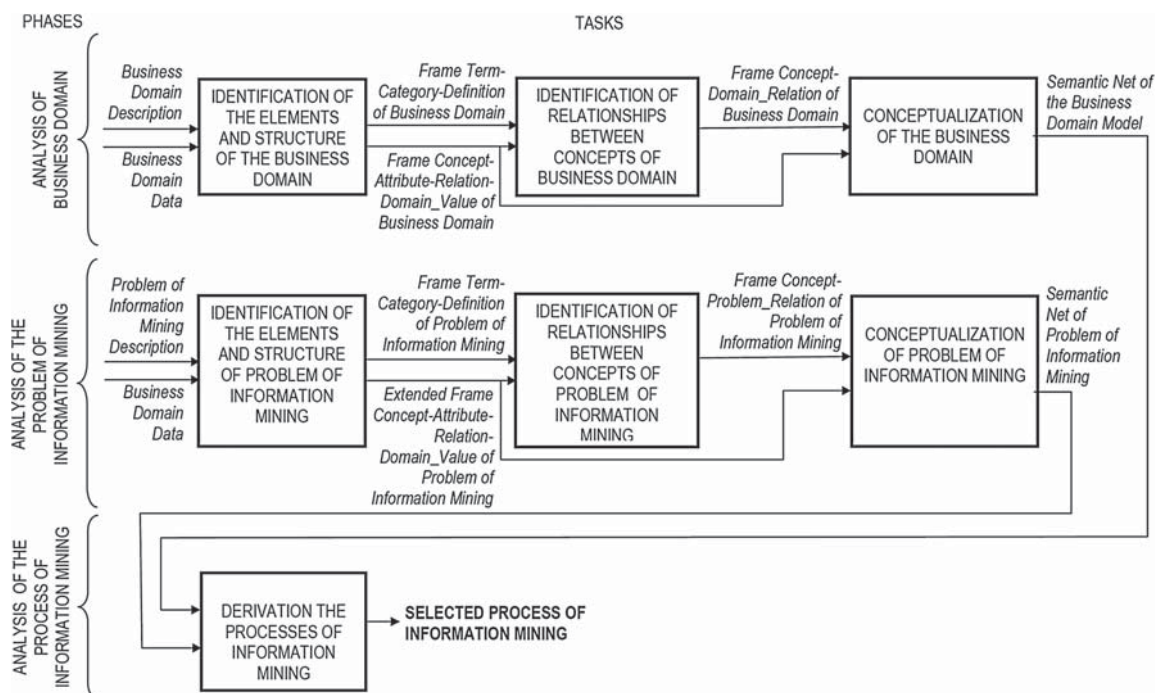 PHASES
TASKS
ANALYSIS OF
BUSINESS DOMAIN
Business
Domain
Description
Business
Domain
Data
IDENTIFICATION OF
THE ELEMENTS
AND STRUCTURE
OF THE BUSINESS
DOMAIN
Frame Term-
Category-Definition
of Business Domain
Frame Concept-
Attribute-Relation-
Domain_Value of
Business Domain
IDENTIFICATION OF
RELATIONSHIPS
BETWEEN
CONCEPTS OF
BUSINESS DOMAIN
Frame Concept-
Domain_Relation of
Business Domain
CONCEPTUALIZATION
OF THE BUSINESS
DOMAIN
Semantic Net of
the Business
Domain Model
ANALYSIS OF THE
PROBLEM OF
INFORMATION MINING
Problem of
Information
Mining
Description
Business
Domain
Data
IDENTIFICATION OF
THE ELEMENTS
AND STRUCTURE
OF PROBLEM OF
INFORMATION
MINING
Frame Term-
Category-Definition
of Problem of
Information Mining
Extended Frame
Concept-Attribute-
Relation-
Domain_Value of
Problem of
Information Mining
IDENTIFICATION OF
RELATIONSHIPS
BETWEEN
CONCEPTS OF
PROBLEM OF
INFORMATION
MINING
Frame Concept-
Problem_Relation of
Problem of
Information Mining
CONCEPTUALIZATION
OF PROBLEM OF
INFORMATION MINING
Semantic
Net of
Problem of
Information
Mining
ANALYSIS OF THE
PROCESS OF
INFORMATION MINING
DERIVATION THE
PROCESSES OF
INFORMATION
MINING
SELECTED PROCESS OF
INFORMATION MINING